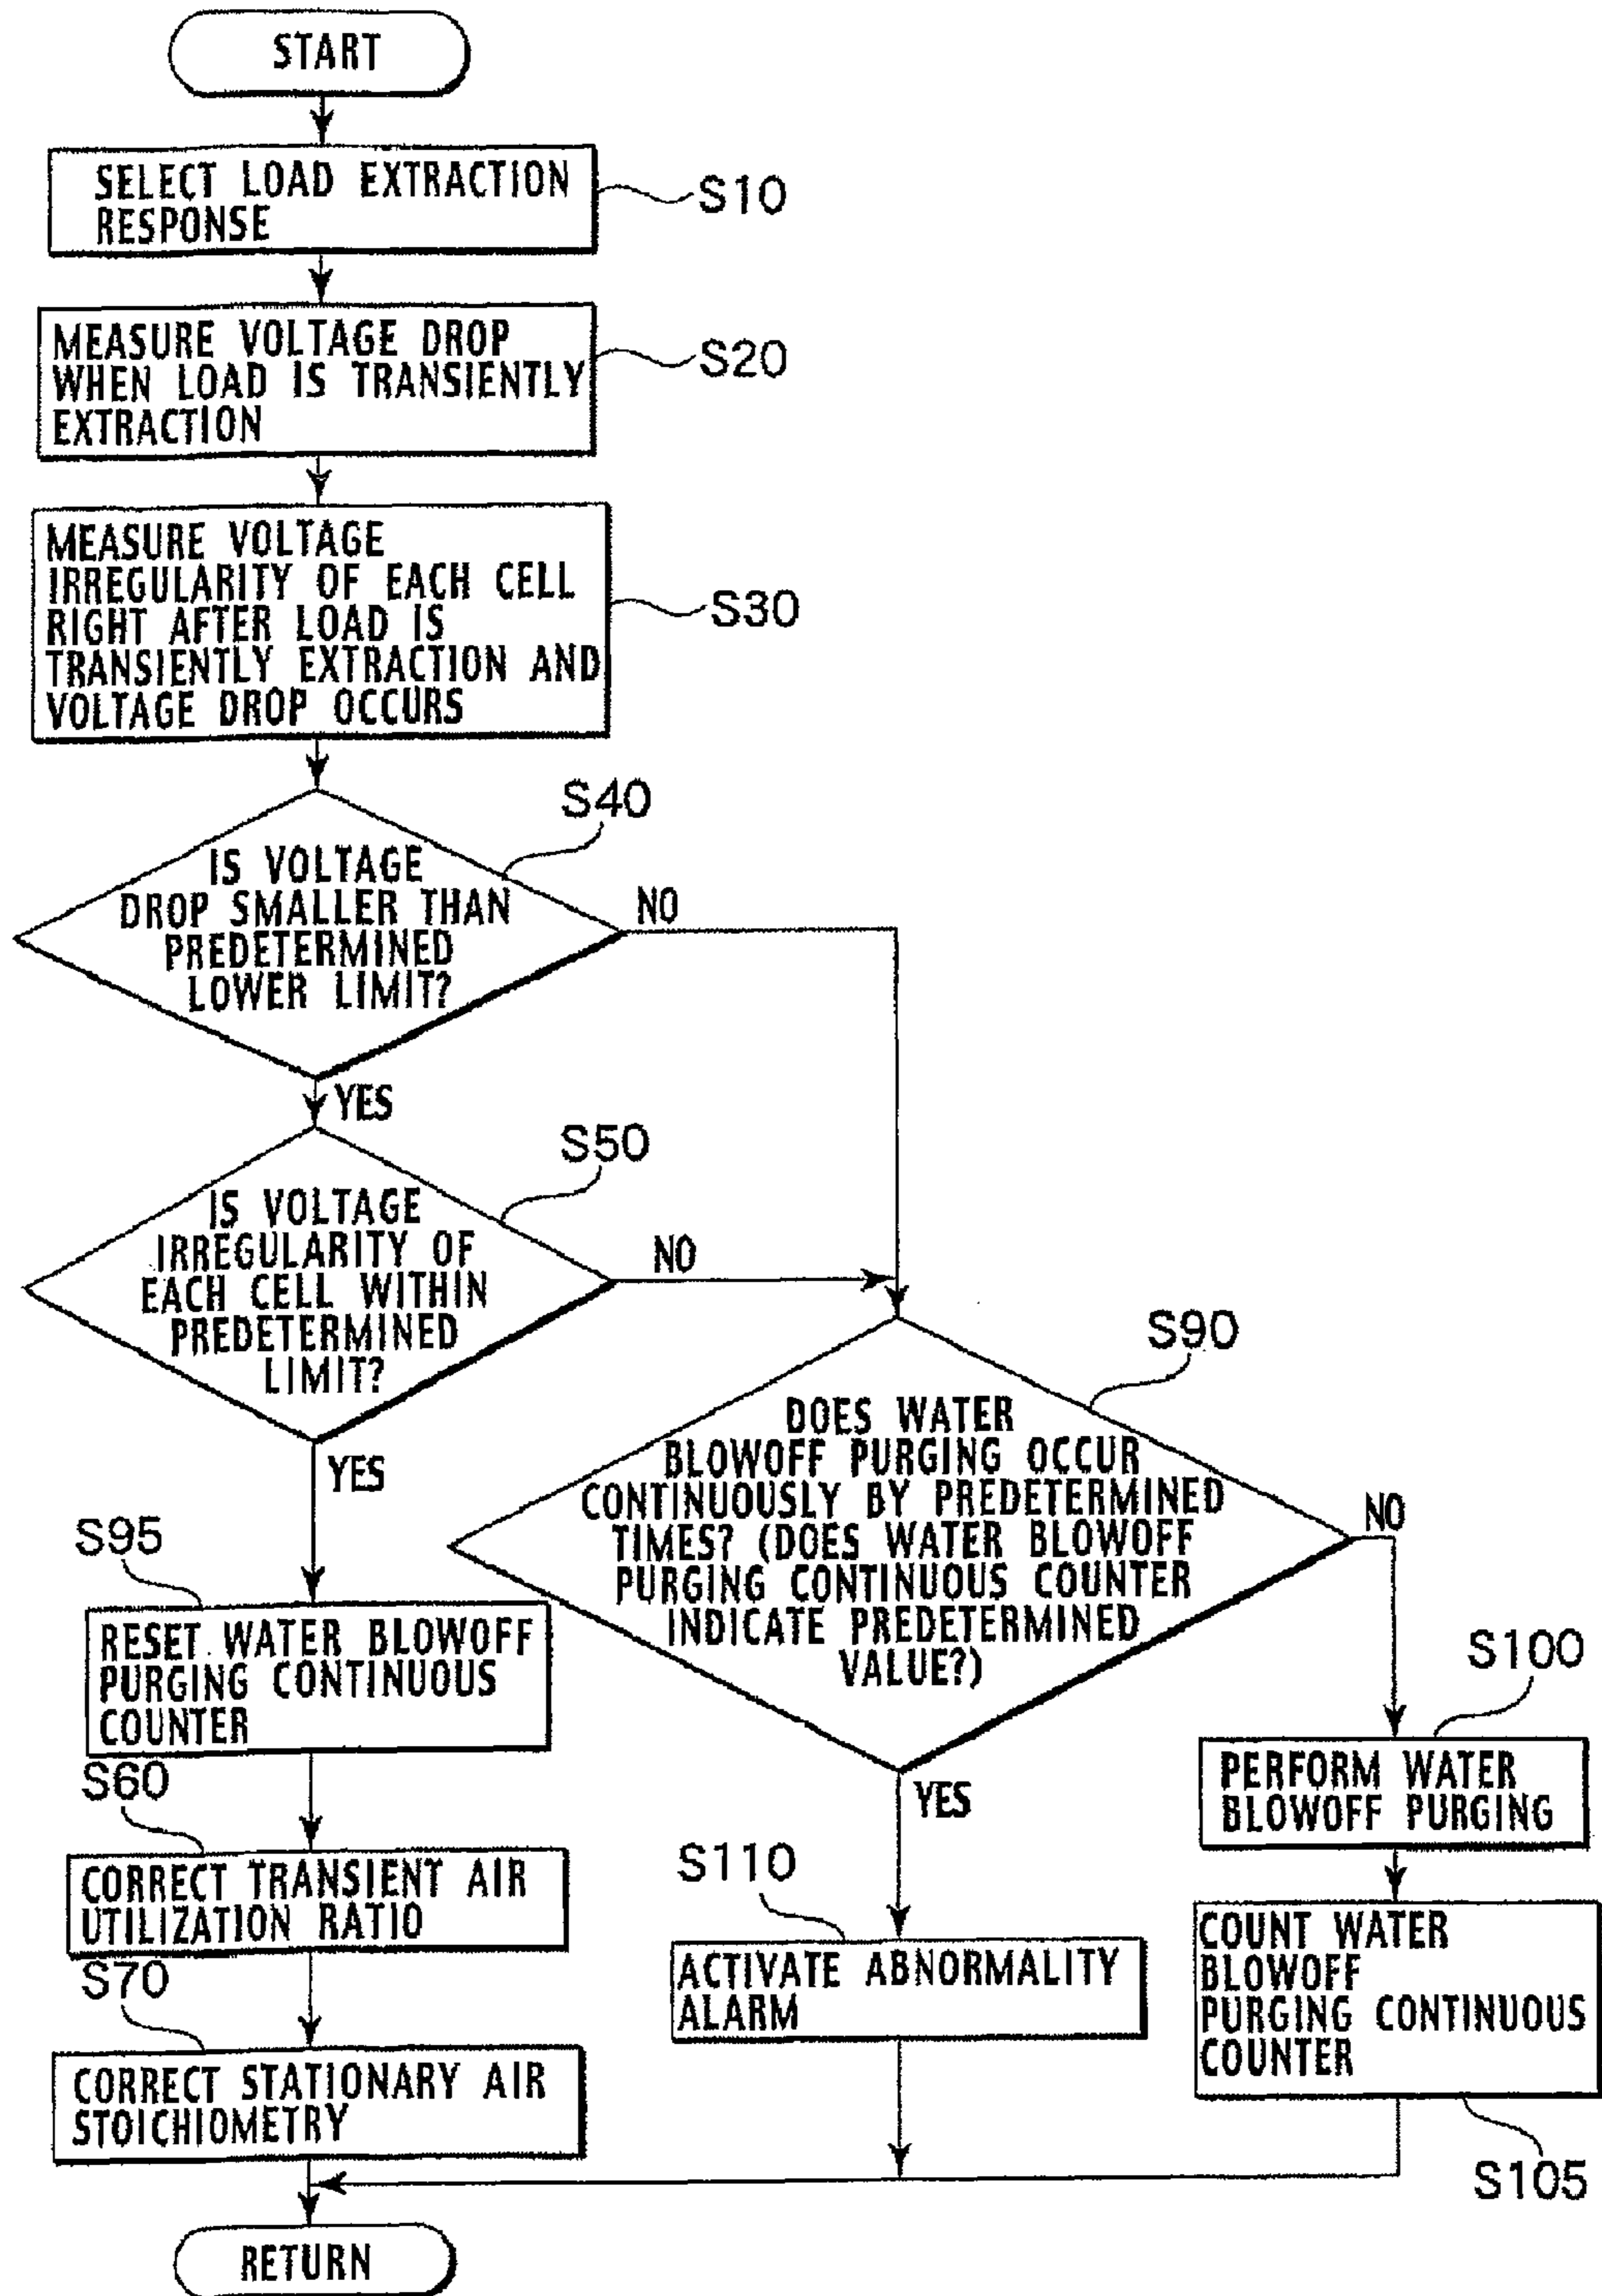 START
SELECT LOAD EXTRACTION
RESPONSE
S10
MEASURE VOLTAGE DROP
WHEN LOAD IS TRANSIENTLY
EXTRACTION
S20
MEASURE VOLTAGE
IRREGULARITY OF EACH CELL
RIGHT AFTER LOAD IS
TRANSIENTLY EXTRACTION AND
VOLTAGE DROP OCCURS
S30
S40
IS VOLTAGE
DROP SMALLER THAN
PREDETERMINED
LOWER LIMIT?
NO
YES
S50
IS VOLTAGE
IRREGULARITY OF
EACH CELL WITHIN
PREDETERMINED
LIMIT?
NO
YES
S90
DOES WATER
BLOWOFF PURGING OCCUR
CONTINUOUSLY BY PREDETERMINED
TIMES? (DOES WATER BLOWOFF
PURGING CONTINUOUS COUNTER
INDICATE PREDETERMINED
VALUE?)
NO
YES
S95
RESET WATER BLOWOFF
PURGING CONTINUOUS
COUNTER
S100
PERFORM WATER
BLOWOFF PURGING
S60
CORRECT TRANSIENT AIR
UTILIZATION RATIO
S110
ACTIVATE ABNORMALITY
ALARM
COUNT WATER
BLOWOFF
PURGING CONTINUOUS
COUNTER
S105
S70
CORRECT STATIONARY AIR
STOICHIOMETRY
RETURN